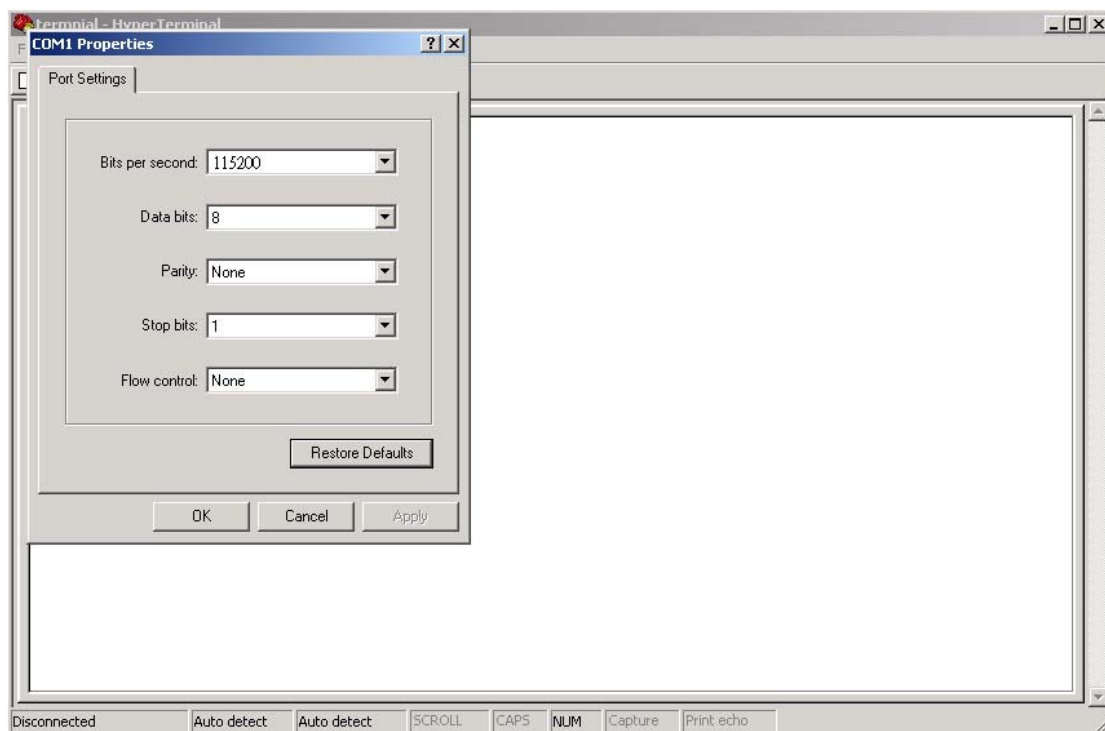 termnial - HyperTerminal
F
COM1 Properties
Port Settings
Bits per second: 115200
Data bits: 8
Parity: None
Stop bits: 1
Flow control: None
Restore Defaults
OK Cancel Apply
Disconnected Auto detect Auto detect SCROLL CAPS NUM Capture Print echo